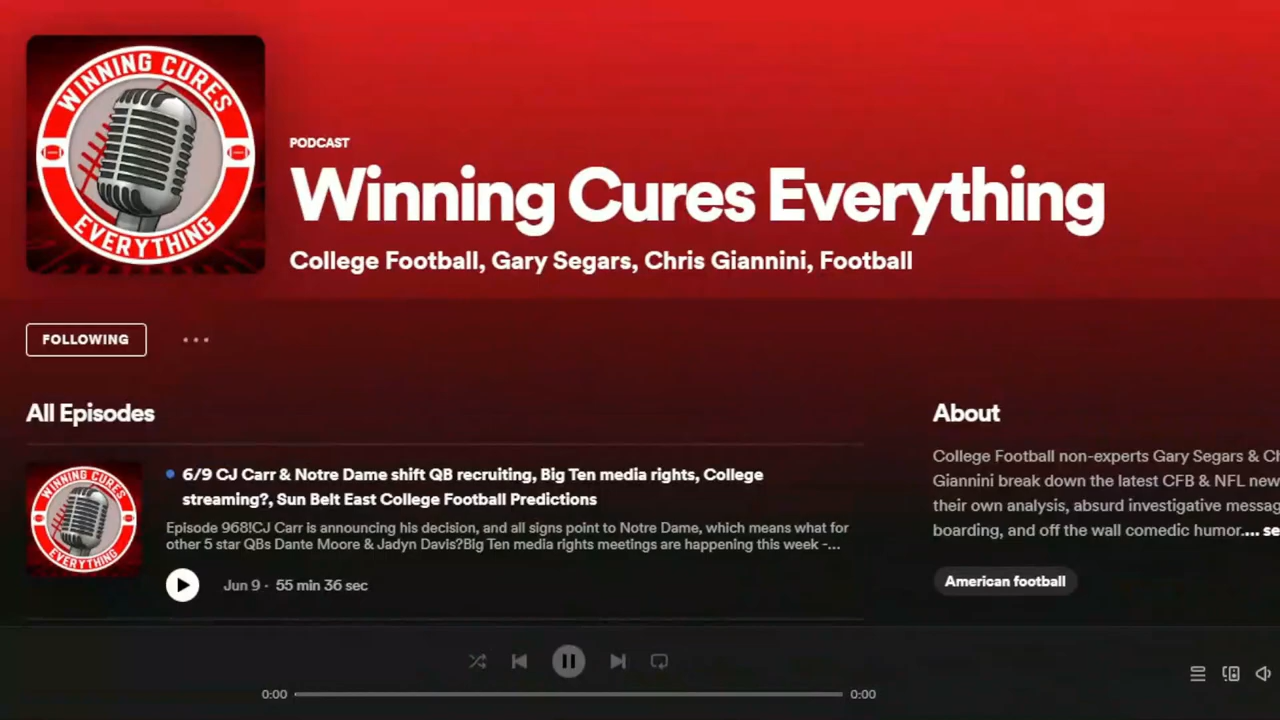 WINNING CURES
EVERYTHING
PODCAST
Winning Cures Everything
College Football, Gary Segars, Chris Giannini, Football
FOLLOWING
All Episodes
WINNING CURES
EVERYTHING
6/9 CJ Carr & Notre Dame shift QB recruiting, Big Ten media rights, College
streaming?, Sun Belt East College Football Predictions
Episode 968!CJ Carr is announcing his decision, and all signs point to Notre Dame, which means what for
other 5 star QBs Dante Moore & Jadyn Davis?Big Ten media rights meetings are happening this week -...
Jun 9 · 55 min 36 sec
About
College Football non-experts Gary Segars & Ch
Giannini break down the latest CFB & NFL new
their own analysis, absurd investigative messag
boarding, and off the wall comedic humor.... se
American football
0:00
0:00